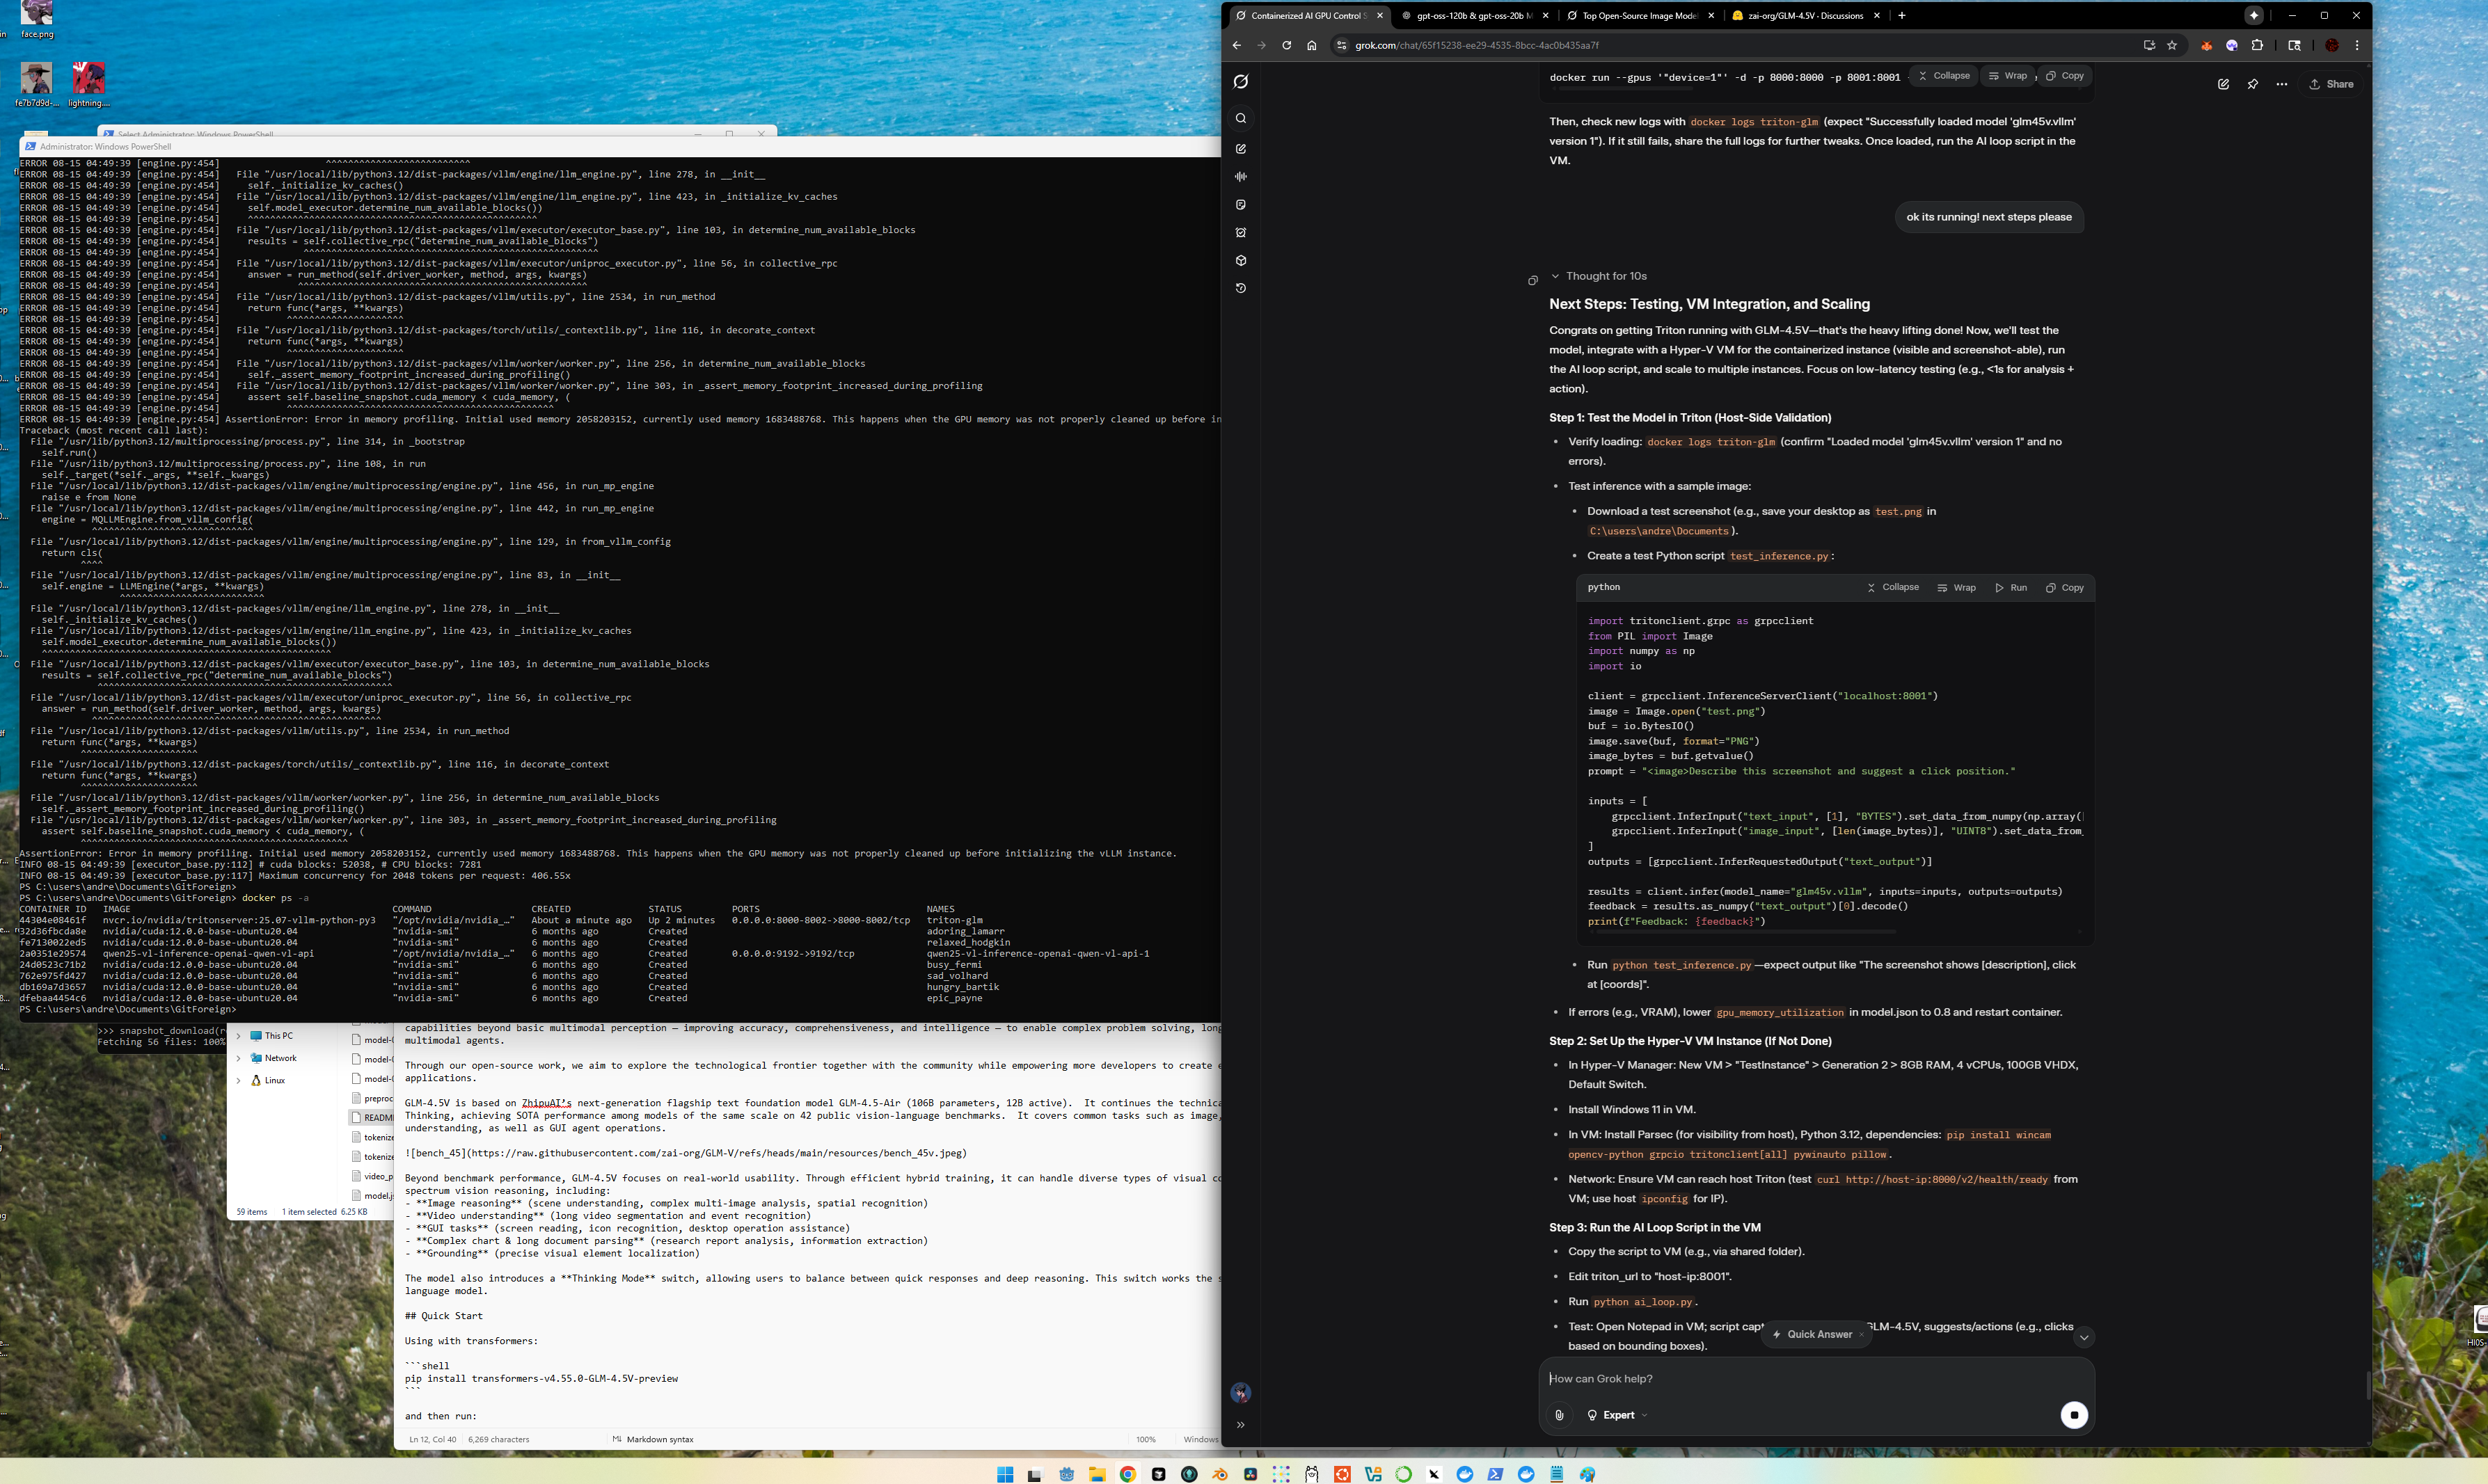 face.png
fe7b7d9d-...
lightning....
Select Administrator: Windows PowerShell
Administrator: Windows PowerShell
ERROR 08-15 04:49:39 [engine.py:454] ^^^^^^^^^^^^^^^^^^^^^^^^^
ERROR 08-15 04:49:39 [engine.py:454] File "/usr/local/lib/python3.12/dist-packages/vllm/engine/llm_engine.py", line 278, in __init__
ERROR 08-15 04:49:39 [engine.py:454] self._initialize_kv_caches()
ERROR 08-15 04:49:39 [engine.py:454] File "/usr/local/lib/python3.12/dist-packages/vllm/engine/llm_engine.py", line 423, in _initialize_kv_caches
ERROR 08-15 04:49:39 [engine.py:454] self.model_executor.determine_num_available_blocks())
ERROR 08-15 04:49:39 [engine.py:454] ^^^^^^^^^^^^^^^^^^^^^^^^^^^^^^^^^^^^^^^^^^^^^^^^^^^^
ERROR 08-15 04:49:39 [engine.py:454] File "/usr/local/lib/python3.12/dist-packages/vllm/executor/executor_base.py", line 103, in determine_num_available_blocks
ERROR 08-15 04:49:39 [engine.py:454] results = self.collective_rpc("determine_num_available_blocks")
ERROR 08-15 04:49:39 [engine.py:454] ^^^^^^^^^^^^^^^^^^^^^^^^^^^^^^^^^^^^^^^^^^^^^^^^^^^^^
ERROR 08-15 04:49:39 [engine.py:454] File "/usr/local/lib/python3.12/dist-packages/vllm/executor/uniproc_executor.py", line 56, in collective_rpc
ERROR 08-15 04:49:39 [engine.py:454] answer = run_method(self.driver_worker, method, args, kwargs)
ERROR 08-15 04:49:39 [engine.py:454] ^^^^^^^^^^^^^^^^^^^^^^^^^^^^^^^^^^^^^^^^^^^^^^^^^^^^
ERROR 08-15 04:49:39 [engine.py:454] File "/usr/local/lib/python3.12/dist-packages/vllm/utils.py", line 2534, in run_method
ERROR 08-15 04:49:39 [engine.py:454] return func(*args, **kwargs)
ERROR 08-15 04:49:39 [engine.py:454] ^^^^^^^^^^^^^^^^^^^^^
ERROR 08-15 04:49:39 [engine.py:454] File "/usr/local/lib/python3.12/dist-packages/torch/utils/_contextlib.py", line 116, in decorate_context
ERROR 08-15 04:49:39 [engine.py:454] return func(*args, **kwargs)
ERROR 08-15 04:49:39 [engine.py:454] ^^^^^^^^^^^^^^^^^^^^^
ERROR 08-15 04:49:39 [engine.py:454] File "/usr/local/lib/python3.12/dist-packages/vllm/worker/worker.py", line 256, in determine_num_available_blocks
ERROR 08-15 04:49:39 [engine.py:454] self._assert_memory_footprint_increased_during_profiling()
ERROR 08-15 04:49:39 [engine.py:454] File "/usr/local/lib/python3.12/dist-packages/vllm/worker/worker.py", line 303, in _assert_memory_footprint_increased_during_profiling
ERROR 08-15 04:49:39 [engine.py:454] assert self.baseline_snapshot.cuda_memory < cuda_memory, (
ERROR 08-15 04:49:39 [engine.py:454] ^^^^^^^^^^^^^^^^^^^^^^^^^^^^^^^^^^^^^^^^^^^^^^^^
ERROR 08-15 04:49:39 [engine.py:454] AssertionError: Error in memory profiling. Initial used memory 2058203152, currently used memory 1683488768. This happens when the GPU memory was not properly cleaned up before in
Traceback (most recent call last):
File "/usr/lib/python3.12/multiprocessing/process.py", line 314, in _bootstrap
self.run()
File "/usr/lib/python3.12/multiprocessing/process.py", line 108, in run
self._target(*self._args, **self._kwargs)
File "/usr/local/lib/python3.12/dist-packages/vllm/engine/multiprocessing/engine.py", line 456, in run_mp_engine
raise e from None
File "/usr/local/lib/python3.12/dist-packages/vllm/engine/multiprocessing/engine.py", line 442, in run_mp_engine
engine = MQLLMEngine.from_vllm_config(
^^^^^^^^^^^^^^^^^^^^^^^^^^^^^
File "/usr/local/lib/python3.12/dist-packages/vllm/engine/multiprocessing/engine.py", line 129, in from_vllm_config
return cls(
^^^^
File "/usr/local/lib/python3.12/dist-packages/vllm/engine/multiprocessing/engine.py", line 83, in __init__
self.engine = LLMEngine(*args, **kwargs)
^^^^^^^^^^^^^^^^^^^^^^^^^^
File "/usr/local/lib/python3.12/dist-packages/vllm/engine/llm_engine.py", line 278, in __init__
self._initialize_kv_caches()
File "/usr/local/lib/python3.12/dist-packages/vllm/engine/llm_engine.py", line 423, in _initialize_kv_caches
self.model_executor.determine_num_available_blocks())
^^^^^^^^^^^^^^^^^^^^^^^^^^^^^^^^^^^^^^^^^^^^^^^^^^^^
File "/usr/local/lib/python3.12/dist-packages/vllm/executor/executor_base.py", line 103, in determine_num_available_blocks
results = self.collective_rpc("determine_num_available_blocks")
^^^^^^^^^^^^^^^^^^^^^^^^^^^^^^^^^^^^^^^^^^^^^^^^^^^^^
File "/usr/local/lib/python3.12/dist-packages/vllm/executor/uniproc_executor.py", line 56, in collective_rpc
answer = run_method(self.driver_worker, method, args, kwargs)
^^^^^^^^^^^^^^^^^^^^^^^^^^^^^^^^^^^^^^^^^^^^^^^^^^^^
File "/usr/local/lib/python3.12/dist-packages/vllm/utils.py", line 2534, in run_method
return func(*args, **kwargs)
^^^^^^^^^^^^^^^^^^^^^
File "/usr/local/lib/python3.12/dist-packages/torch/utils/_contextlib.py", line 116, in decorate_context
return func(*args, **kwargs)
^^^^^^^^^^^^^^^^^^^^^
File "/usr/local/lib/python3.12/dist-packages/vllm/worker/worker.py", line 256, in determine_num_available_blocks
self._assert_memory_footprint_increased_during_profiling()
File "/usr/local/lib/python3.12/dist-packages/vllm/worker/worker.py", line 303, in _assert_memory_footprint_increased_during_profiling
assert self.baseline_snapshot.cuda_memory < cuda_memory, (
^^^^^^^^^^^^^^^^^^^^^^^^^^^^^^^^^^^^^^^^^^^^^^^^
AssertionError: Error in memory profiling. Initial used memory 2058203152, currently used memory 1683488768. This happens when the GPU memory was not properly cleaned up before initializing the vLLM instance.
INFO 08-15 04:49:39 [executor_base.py:112] # cuda blocks: 52038, # CPU blocks: 7281
INFO 08-15 04:49:39 [executor_base.py:117] Maximum concurrency for 2048 tokens per request: 406.55x
PS C:\users\andre\Documents\GitForeign>
PS C:\users\andre\Documents\GitForeign> docker ps -a
CONTAINER ID IMAGE COMMAND CREATED STATUS PORTS NAMES
44304e08461f nvcr.io/nvidia/tritonserver:25.07-vllm-python-py3 "/opt/nvidia/nvidia_…" About a minute ago Up 2 minutes 0.0.0.0:8000-8002->8000-8002/tcp triton-glm
32d36fbcda8e nvidia/cuda:12.0.0-base-ubuntu20.04 "nvidia-smi" 6 months ago Created adoring_lamarr
fe7130022ed5 nvidia/cuda:12.0.0-base-ubuntu20.04 "nvidia-smi" 6 months ago Created relaxed_hodgkin
2a0351e29574 qwen25-vl-inference-openai-qwen-vl-api "/opt/nvidia/nvidia_…" 6 months ago Created 0.0.0.0:9192->9192/tcp qwen25-vl-inference-openai-qwen-vl-api-1
24d0523c71b2 nvidia/cuda:12.0.0-base-ubuntu20.04 "nvidia-smi" 6 months ago Created busy_fermi
762e975fd427 nvidia/cuda:12.0.0-base-ubuntu20.04 "nvidia-smi" 6 months ago Created sad_volhard
db169a7d3657 nvidia/cuda:12.0.0-base-ubuntu20.04 "nvidia-smi" 6 months ago Created hungry_bartik
dfebaa4454c6 nvidia/cuda:12.0.0-base-ubuntu20.04 "nvidia-smi" 6 months ago Created epic_payne
PS C:\users\andre\Documents\GitForeign>
>>> snapshot_download(r
Fetching 56 files: 100%
This PC
Network
Linux
model-
model-
model-
preproc
README
tokenize
tokenize
video_p
model.js
59 items 1 item selected 6.25 KB
capabilities beyond basic multimodal perception — improving accuracy, comprehensiveness, and intelligence — to enable complex problem solving, long
multimodal agents.
Through our open-source work, we aim to explore the technological frontier together with the community while empowering more developers to create e
applications.
GLM-4.5V is based on ZhipuAI’s next-generation flagship text foundation model GLM-4.5-Air (106B parameters, 12B active). It continues the technica
Thinking, achieving SOTA performance among models of the same scale on 42 public vision-language benchmarks. It covers common tasks such as image,
understanding, as well as GUI agent operations.
![bench_45](https://raw.githubusercontent.com/zai-org/GLM-V/refs/heads/main/resources/bench_45v.jpeg)
Beyond benchmark performance, GLM-4.5V focuses on real-world usability. Through efficient hybrid training, it can handle diverse types of visual co
spectrum vision reasoning, including:
- **Image reasoning** (scene understanding, complex multi-image analysis, spatial recognition)
- **Video understanding** (long video segmentation and event recognition)
- **GUI tasks** (screen reading, icon recognition, desktop operation assistance)
- **Complex chart & long document parsing** (research report analysis, information extraction)
- **Grounding** (precise visual element localization)
The model also introduces a **Thinking Mode** switch, allowing users to balance between quick responses and deep reasoning. This switch works the s
language model.
## Quick Start
Using with transformers:
```shell
pip install transformers-v4.55.0-GLM-4.5V-preview
```
and then run:
Ln 12, Col 40 6,269 characters Markdown syntax 100% Windows
Containerized AI GPU Control S
gpt-oss-120b & gpt-oss-20b M
Top Open-Source Image Model
zai-org/GLM-4.5V · Discussions
grok.com/chat/65f15238-ee29-4535-8bcc-4ac0b435aa7f
docker run --gpus '"device=1"' -d -p 8000:8000 -p 8001:8001
Collapse Wrap Copy
Share
Then, check new logs with docker logs triton-glm (expect "Successfully loaded model 'glm45v.vllm'
version 1"). If it still fails, share the full logs for further tweaks. Once loaded, run the AI loop script in the
VM.
ok its running! next steps please
Thought for 10s
Next Steps: Testing, VM Integration, and Scaling
Congrats on getting Triton running with GLM-4.5V—that's the heavy lifting done! Now, we'll test the
model, integrate with a Hyper-V VM for the containerized instance (visible and screenshot-able), run
the AI loop script, and scale to multiple instances. Focus on low-latency testing (e.g., <1s for analysis +
action).
Step 1: Test the Model in Triton (Host-Side Validation)
• Verify loading: docker logs triton-glm (confirm "Loaded model 'glm45v.vllm' version 1" and no
errors).
• Test inference with a sample image:
• Download a test screenshot (e.g., save your desktop as test.png in
C:\users\andre\Documents ).
• Create a test Python script test_inference.py :
python
Collapse Wrap Run Copy
import tritonclient.grpc as grpcclient
from PIL import Image
import numpy as np
import io
client = grpcclient.InferenceServerClient("localhost:8001")
image = Image.open("test.png")
buf = io.BytesIO()
image.save(buf, format="PNG")
image_bytes = buf.getvalue()
prompt = "<image>Describe this screenshot and suggest a click position."
inputs = [
grpcclient.InferInput("text_input", [1], "BYTES").set_data_from_numpy(np.array([
grpcclient.InferInput("image_input", [len(image_bytes)], "UINT8").set_data_from_
]
outputs = [grpcclient.InferRequestedOutput("text_output")]
results = client.infer(model_name="glm45v.vllm", inputs=inputs, outputs=outputs)
feedback = results.as_numpy("text_output")[0].decode()
print(f"Feedback: {feedback}")
• Run python test_inference.py —expect output like "The screenshot shows [description], click
at [coords]".
• If errors (e.g., VRAM), lower gpu_memory_utilization in model.json to 0.8 and restart container.
Step 2: Set Up the Hyper-V VM Instance (If Not Done)
• In Hyper-V Manager: New VM > "TestInstance" > Generation 2 > 8GB RAM, 4 vCPUs, 100GB VHDX,
Default Switch.
• Install Windows 11 in VM.
• In VM: Install Parsec (for visibility from host), Python 3.12, dependencies: pip install wincam
opencv-python grpcio tritonclient[all] pywinauto pillow .
• Network: Ensure VM can reach host Triton (test curl http://host-ip:8000/v2/health/ready from
VM; use host ipconfig for IP).
Step 3: Run the AI Loop Script in the VM
• Copy the script to VM (e.g., via shared folder).
• Edit triton_url to "host-ip:8001".
• Run python ai_loop.py .
• Test: Open Notepad in VM; script capt
Quick Answer
GLM-4.5V, suggests/actions (e.g., clicks
based on bounding boxes).
How can Grok help?
Expert
HI0S-